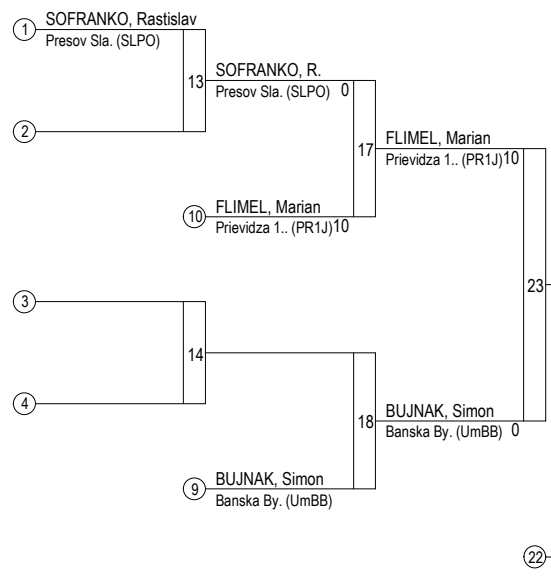 1 SOFRANKO, Rastislav
Presov Sla. (SLPO)
13
SOFRANKO, R.
Presov Sla. (SLPO) 0
2
17
FLIMEL, Marian
Prievidza 1.. (PR1J) 10
10 FLIMEL, Marian
Prievidza 1.. (PR1J) 10
23
3
14
4
18
BUJNAK, Simon
Banska By. (UmBB) 0
9 BUJNAK, Simon
Banska By. (UmBB)
22